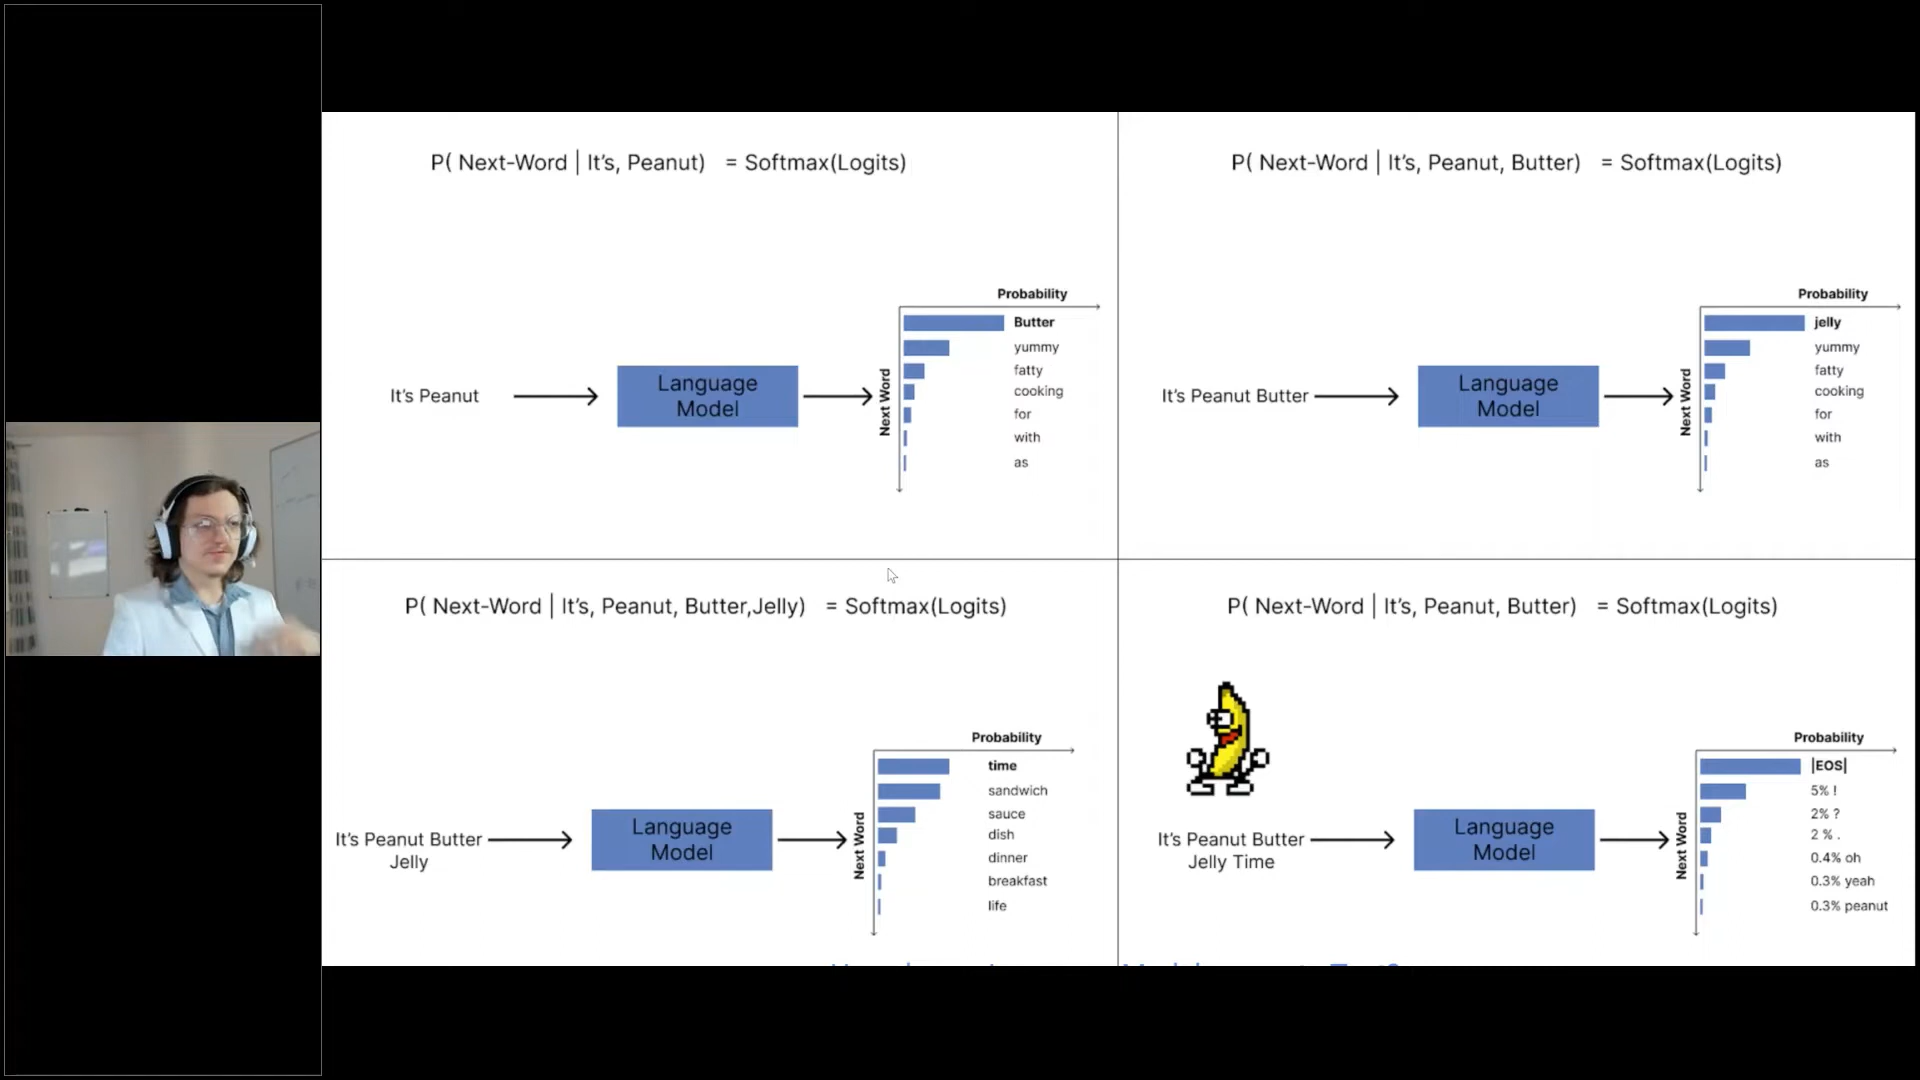 P( Next-Word | It's, Peanut) = Softmax(Logits)
It's Peanut
Language
Model
Next Word
Probability
Butter
yummy
fatty
cooking
for
with
as
P( Next-Word | It's, Peanut, Butter) = Softmax(Logits)
It's Peanut Butter
Language
Model
Next Word
Probability
jelly
yummy
fatty
cooking
for
with
as
P( Next-Word | It's, Peanut, Butter,Jelly) = Softmax(Logits)
It's Peanut Butter
Jelly
Language
Model
Next Word
Probability
time
sandwich
sauce
dish
dinner
breakfast
life
P( Next-Word | It's, Peanut, Butter) = Softmax(Logits)
It's Peanut Butter
Jelly Time
Language
Model
Next Word
Probability
|EOS|
5% !
2% ?
2 % .
0.4% oh
0.3% yeah
0.3% peanut